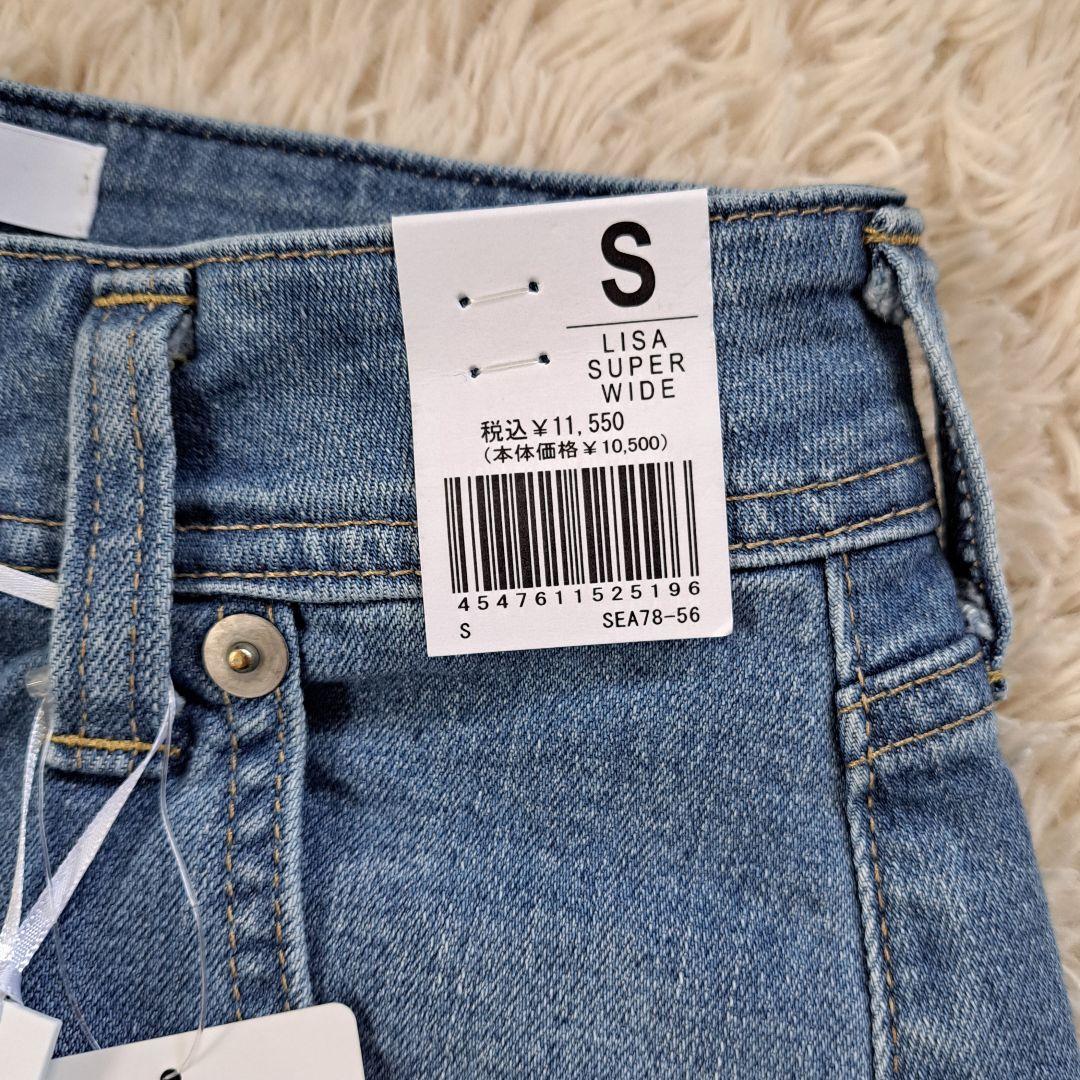 S
LISA
SUPER
WIDE
税込￥11,550
(本体価格￥10,500)
4547611525196
S SEA78-56